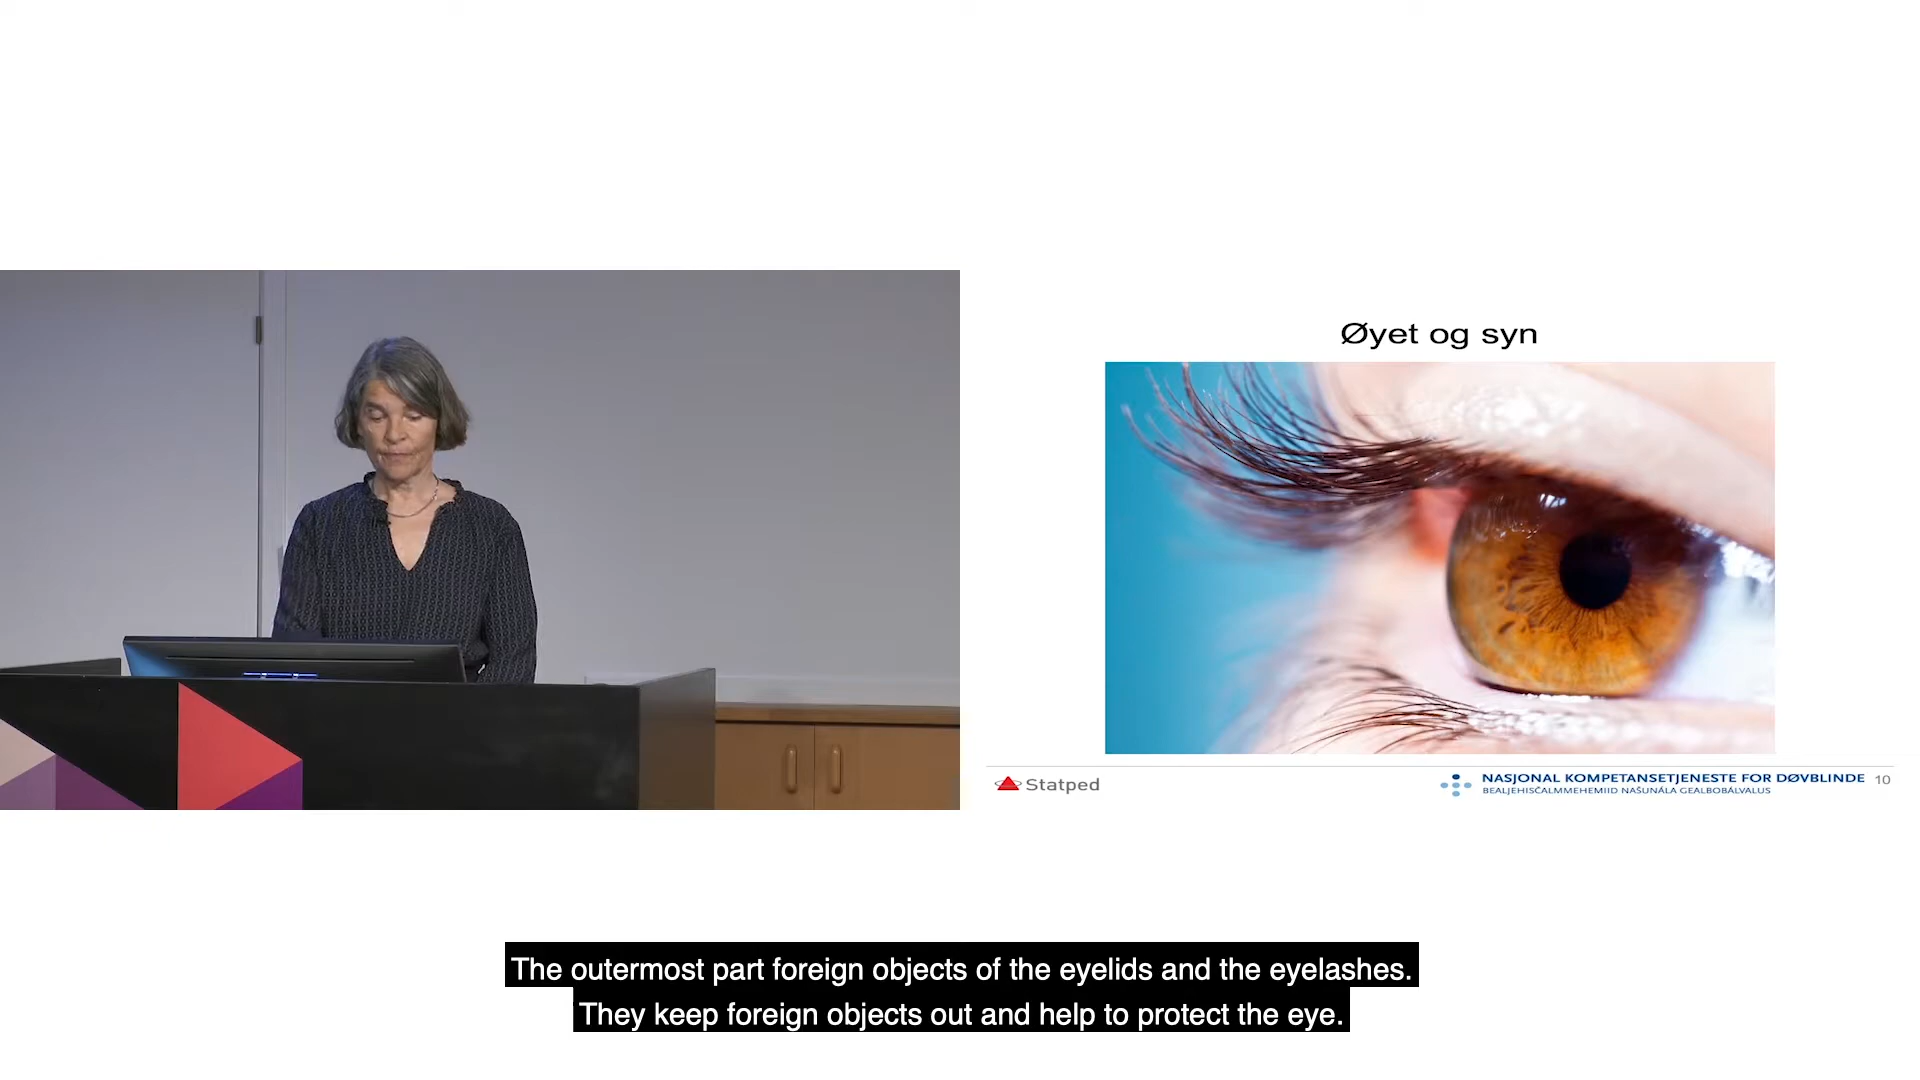 Øyet og syn
Statped
NASJONAL KOMPETANSETJENESTE FOR DØVBLINDE
BEALJEHISČALMMEHEMIID NAŠUNÁLA GEALBOBÁLVALUS
10
The outermost part foreign objects of the eyelids and the eyelashes.
They keep foreign objects out and help to protect the eye.